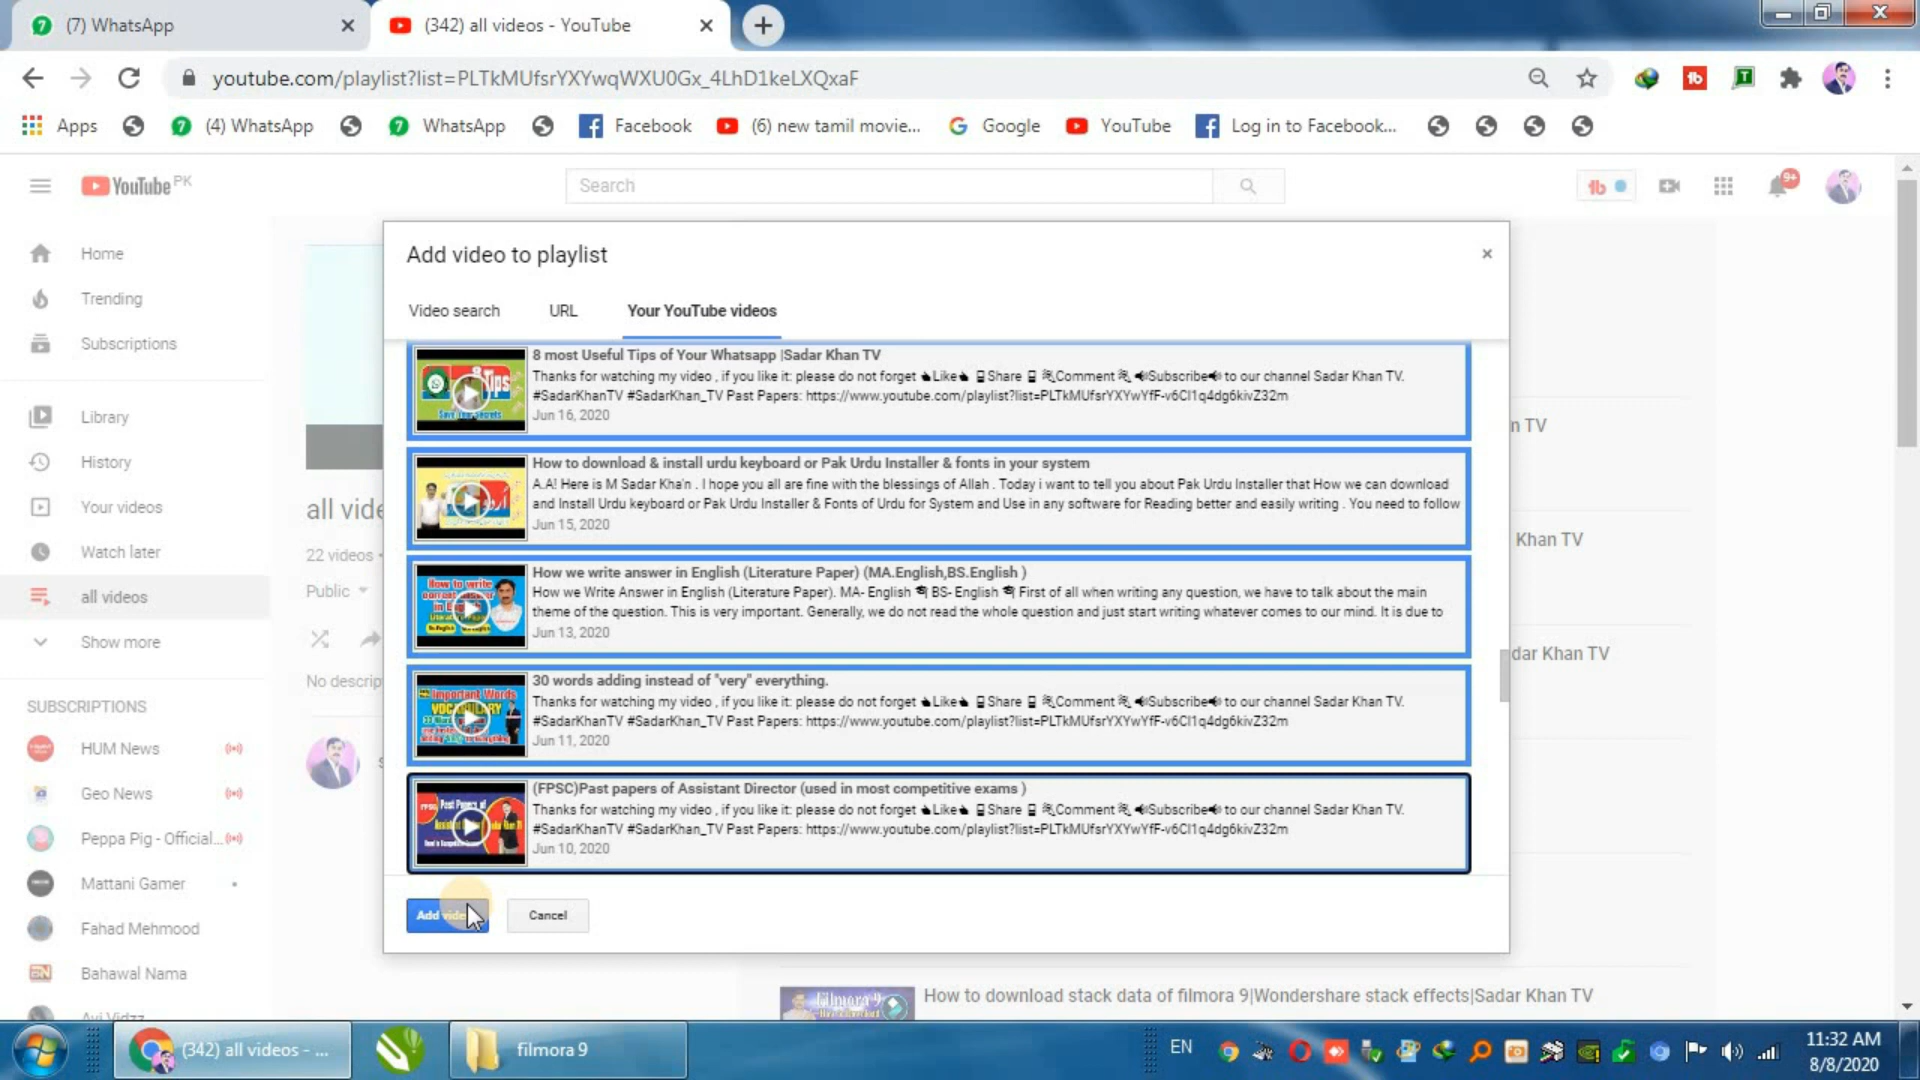 (7) WhatsApp
(342) all videos - YouTube
youtube.com/playlist?list=PLTkMUfsrYXYwqWXU0Gx_4LhD1keLXQxaF
Apps
(4) WhatsApp
WhatsApp
Facebook
(6) new tamil movie...
Google
YouTube
Log in to Facebook...
YouTube PK
Search
9+
Home
Trending
Subscriptions
Library
History
Your videos
Watch later
all videos
Show more
SUBSCRIPTIONS
HUM News
Geo News
Peppa Pig - Official...
Mattani Gamer
Fahad Mehmood
Bahawal Nama
all vide
22 videos
Public
No descrip
Add video to playlist
Video search
URL
Your YouTube videos
8 most Useful Tips of Your Whatsapp |Sadar Khan TV
Thanks for watching my video , if you like it: please do not forget Like Share Comment Subscribe to our channel Sadar Khan TV.
#SadarKhanTV #SadarKhan_TV Past Papers: https://www.youtube.com/playlist?list=PLTkMUfsrYXYwYfF-v6Cl1q4dg6kivZ32m
Jun 16, 2020
How to download & install urdu keyboard or Pak Urdu Installer & fonts in your system
A.A! Here is M Sadar Kha'n . I hope you all are fine with the blessings of Allah . Today i want to tell you about Pak Urdu Installer that How we can download
and Install Urdu keyboard or Pak Urdu Installer & Fonts of Urdu for System and Use in any software for Reading better and easily writing . You need to follow
Jun 15, 2020
How we write answer in English (Literature Paper) (MA.English,BS.English )
How we Write Answer in English (Literature Paper). MA- English BS- English First of all when writing any question, we have to talk about the main
theme of the question. This is very important. Generally, we do not read the whole question and just start writing whatever comes to our mind. It is due to
Jun 13, 2020
30 words adding instead of "very" everything.
Thanks for watching my video , if you like it: please do not forget Like Share Comment Subscribe to our channel Sadar Khan TV.
#SadarKhanTV #SadarKhan_TV Past Papers: https://www.youtube.com/playlist?list=PLTkMUfsrYXYwYfF-v6Cl1q4dg6kivZ32m
Jun 11, 2020
(FPSC)Past papers of Assistant Director (used in most competitive exams )
Thanks for watching my video , if you like it: please do not forget Like Share Comment Subscribe to our channel Sadar Khan TV.
#SadarKhanTV #SadarKhan_TV Past Papers: https://www.youtube.com/playlist?list=PLTkMUfsrYXYwYfF-v6Cl1q4dg6kivZ32m
Jun 10, 2020
Add
Cancel
n TV
Khan TV
dar Khan TV
How to download stack data of filmora 9|Wondershare stack effects|Sadar Khan TV
(342) all videos - ...
filmora 9
EN
11:32 AM
8/8/2020